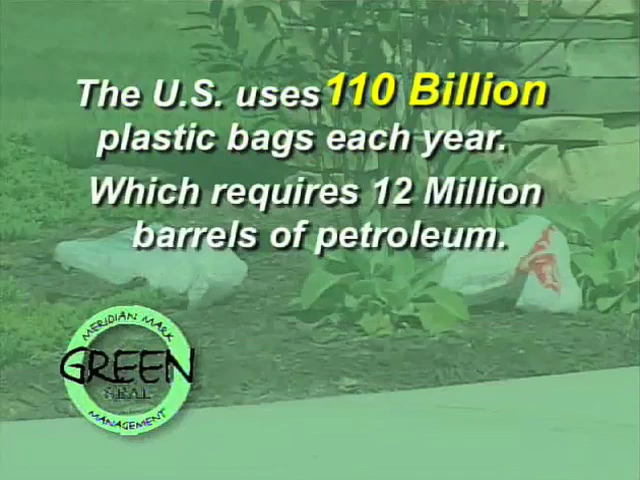 The U.S. uses 110 Billion
plastic bags each year.
Which requires 12 Million
barrels of petroleum.
MERIDIAN MARK
GREEN
SEAL
MANAGEMENT